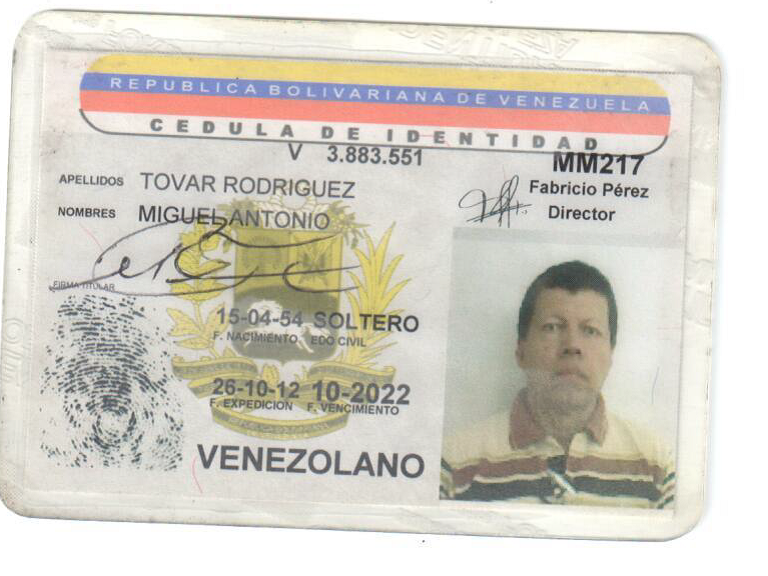 REPUBLICA BOLIVARIANA DE VENEZUELA
CEDULA DE IDENTIDAD
V 3.883.551
MM217
APELLIDOS TOVAR RODRIGUEZ
Fabricio Pérez
NOMBRES MIGUEL ANTONIO
Director
FIRMA TITULAR
15-04-54 SOLTERO
F. NACIMIENTO EDO CIVIL
26-10-12 10-2022
F. EXPEDICION F. VENCIMIENTO
VENEZOLANO